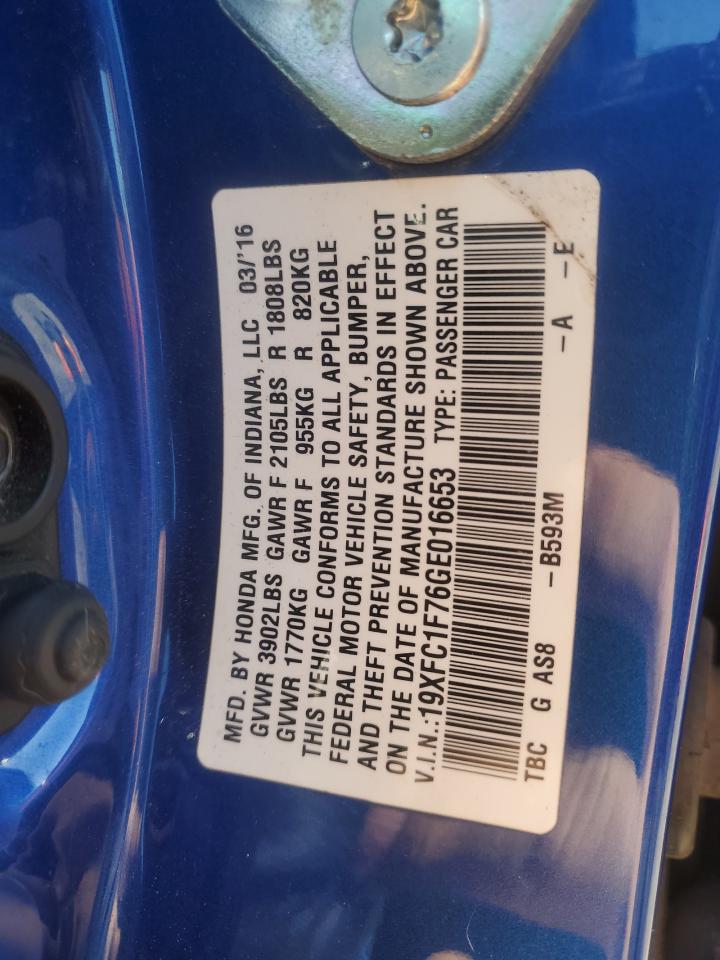 MFD. BY HONDA MFG. OF INDIANA, LLC 03/'16
GVWR 3902LBS GAWR F 2105LBS R 1808LBS
GVWR 1770KG GAWR F 955KG R 820KG
THIS VEHICLE CONFORMS TO ALL APPLICABLE
FEDERAL MOTOR VEHICLE SAFETY, BUMPER,
AND THEFT PREVENTION STANDARDS IN EFFECT
ON THE DATE OF MANUFACTURE SHOWN ABOVE.
V.I.N.:19XFC1F76GE016653 TYPE: PASSENGER CAR
TBC G AS8 -B593M -A -E